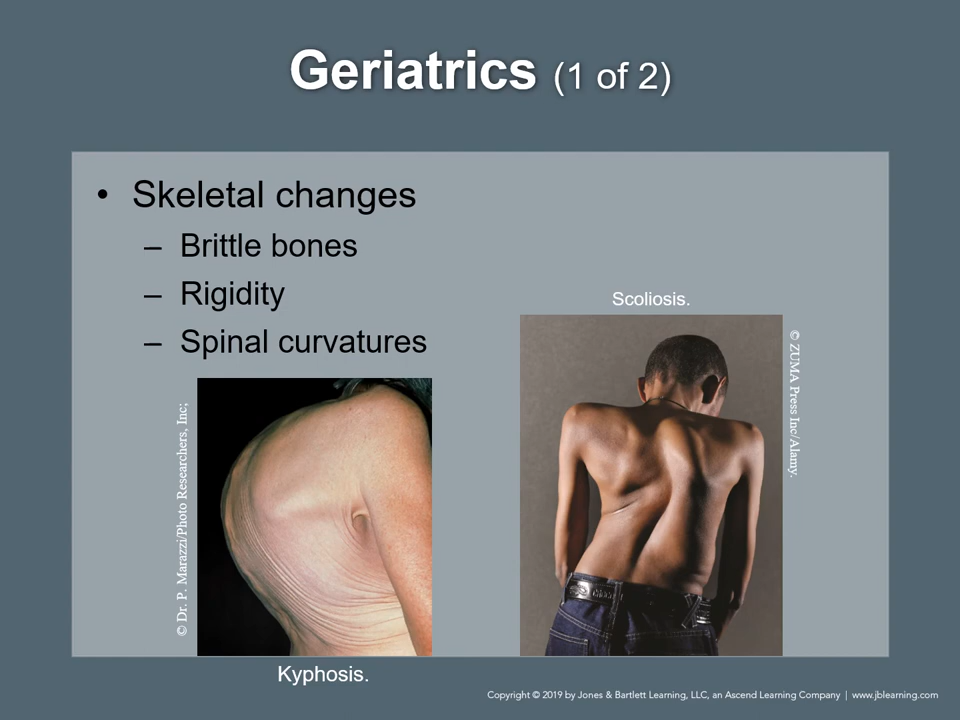 Geriatrics (1 of 2)
• Skeletal changes
– Brittle bones
– Rigidity
– Spinal curvatures
Scoliosis.
© ZUMA Press Inc/Alamy.
© Dr. P. Marazzi/Photo Researchers, Inc;
Kyphosis.
Copyright © 2019 by Jones & Bartlett Learning, LLC, an Ascend Learning Company | www.jblearning.com